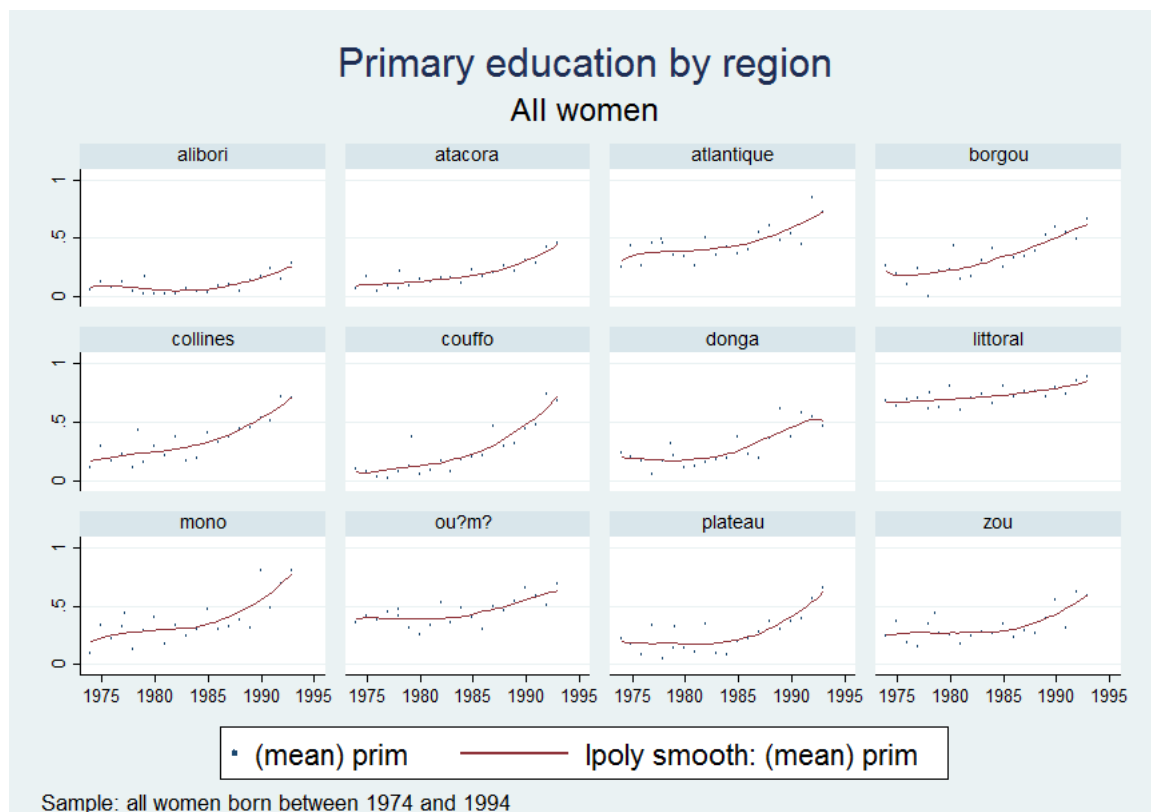 Primary education by region
All women
alibori atacora atlantique borgou
1
.5
0
collines couffo donga littoral
1
.5
0
mono ou?m? plateau zou
1
.5
0
1975 1980 1985 1990 1995 1975 1980 1985 1990 1995 1975 1980 1985 1990 1995 1975 1980 1985 1990 1995
(mean) prim lpoly smooth: (mean) prim
Sample: all women born between 1974 and 1994